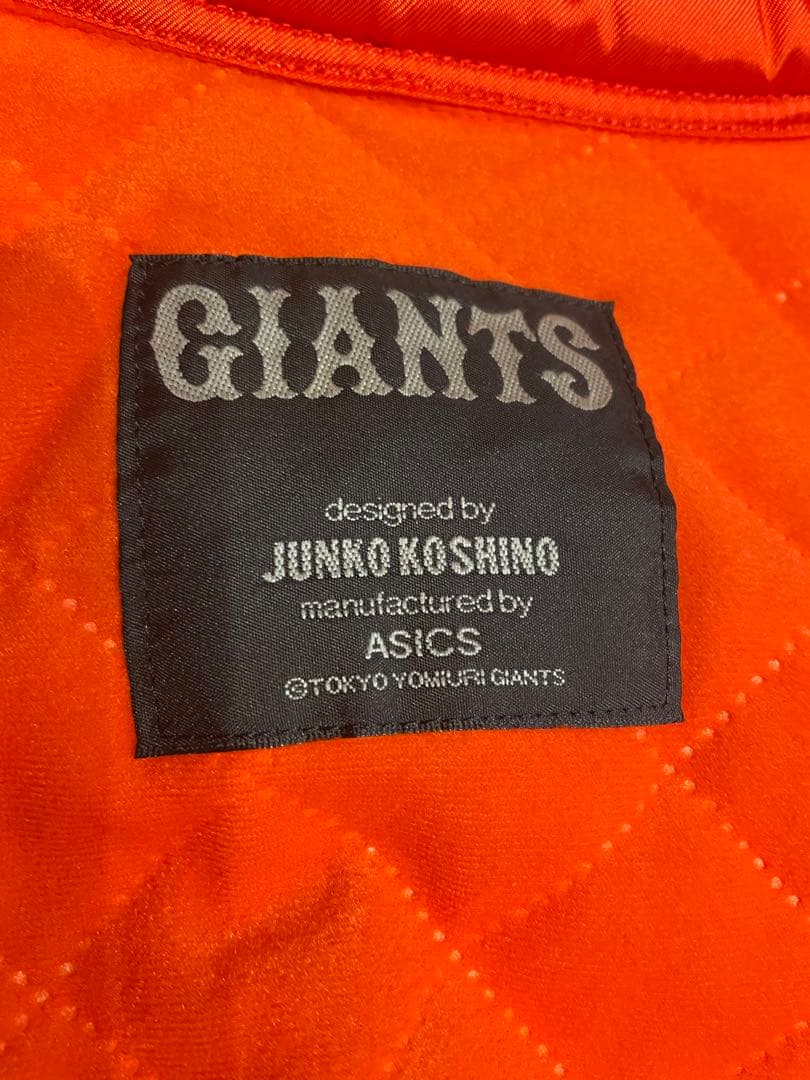 GIANTS
designed by
JUNKO KOSHINO
manufactured by
ASICS
©TOKYO YOMIURI GIANTS